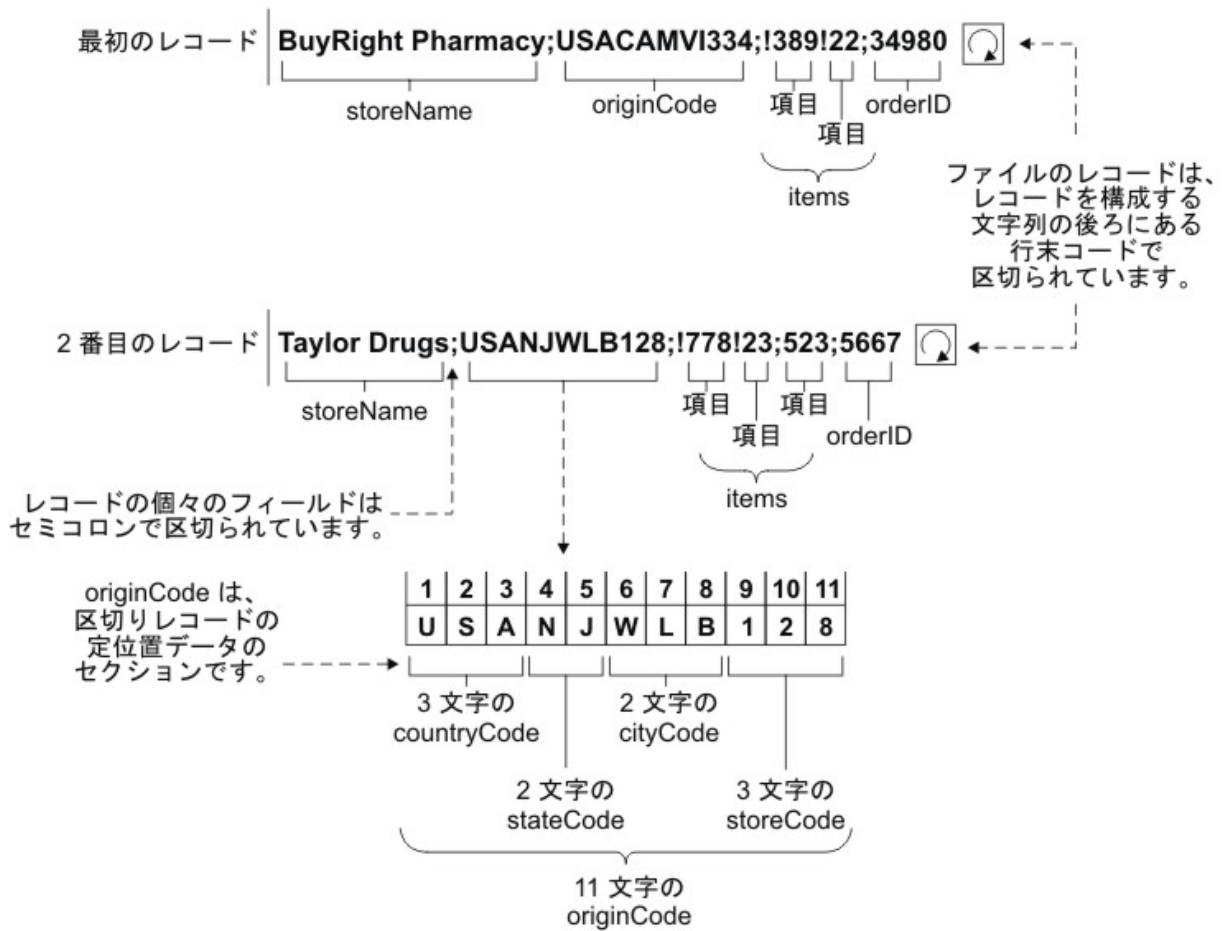 最初のレコード
BuyRight Pharmacy;USACAMVI334;!389!22;34980
storeName
originCode
項目
orderID
項目
items
ファイルのレコードは、
レコードを構成する
文字列の後ろにある
行末コードで
区切られています。
2 番目のレコード
Taylor Drugs;USANJWLB128;!778!23;523;5667
storeName
項目
項目
項目
orderID
items
レコードの個々のフィールドは
セミコロンで区切られています。
originCode は、
区切りレコードの
定位置データの
セクションです。
1 2 3 4 5 6 7 8 9 10 11
U S A N J W L B 1 2 8
3 文字の
countryCode
2 文字の
cityCode
2 文字の
stateCode
3 文字の
storeCode
11 文字の
originCode